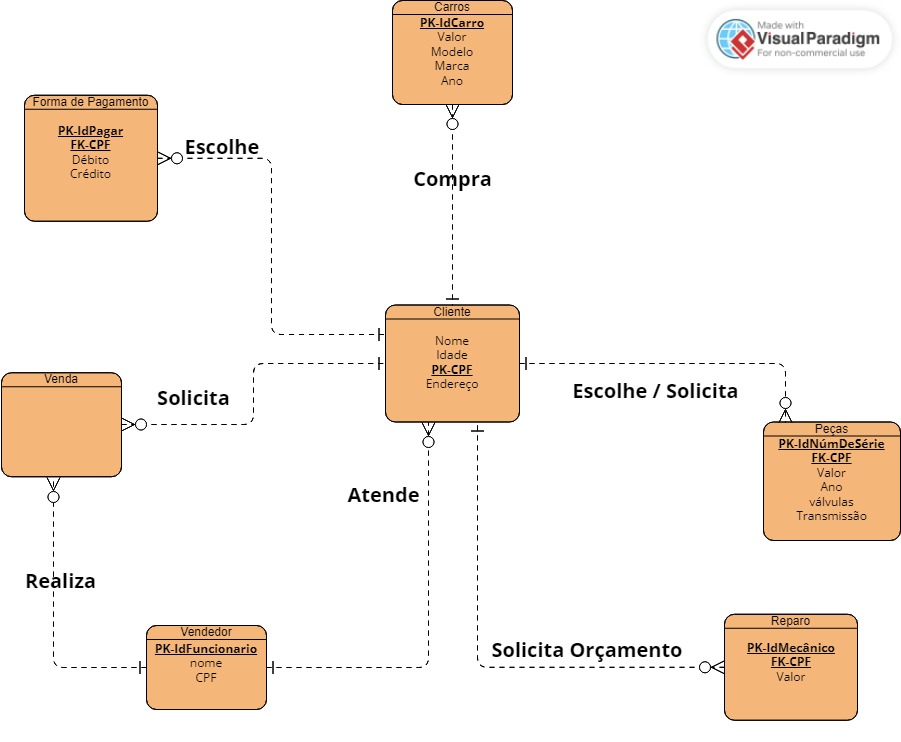 Carros
PK-IdCarro
Valor
Modelo
Marca
Ano
Made with
VisualParadigm
For non-commercial use
Forma de Pagamento
PK-IdPagar
FK-CPF
Débito
Crédito
Escolhe
Compra
Cliente
Nome
Idade
PK-CPF
Endereço
Venda
Solicita
Escolhe / Solicita
Peças
PK-IdNúmDeSérie
FK-CPF
Valor
Ano
válvulas
Transmissão
Atende
Realiza
Vendedor
PK-IdFuncionario
nome
CPF
Solicita Orçamento
Reparo
PK-IdMecânico
FK-CPF
Valor